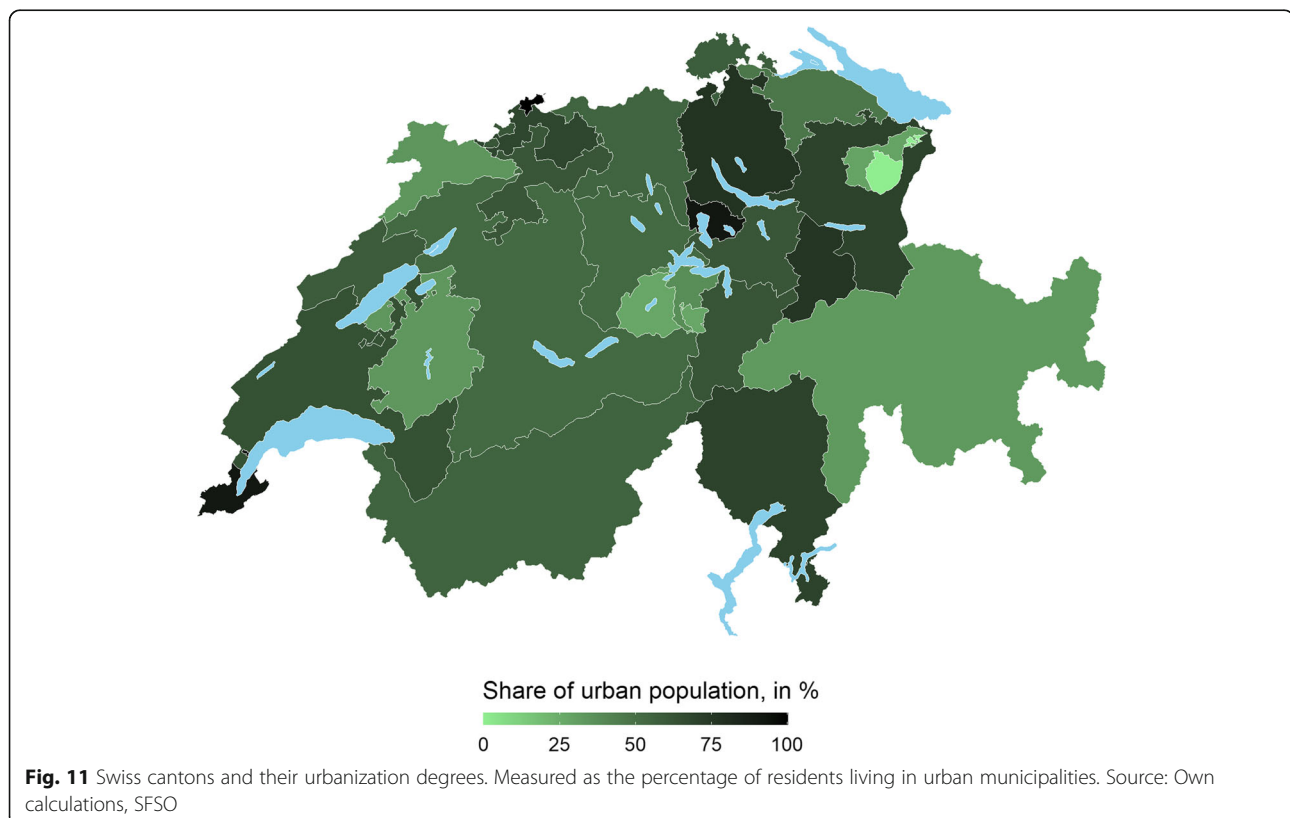 Share of urban population, in %
0 25 50 75 100
Fig. 11 Swiss cantons and their urbanization degrees. Measured as the percentage of residents living in urban municipalities. Source: Own
calculations, SFSO